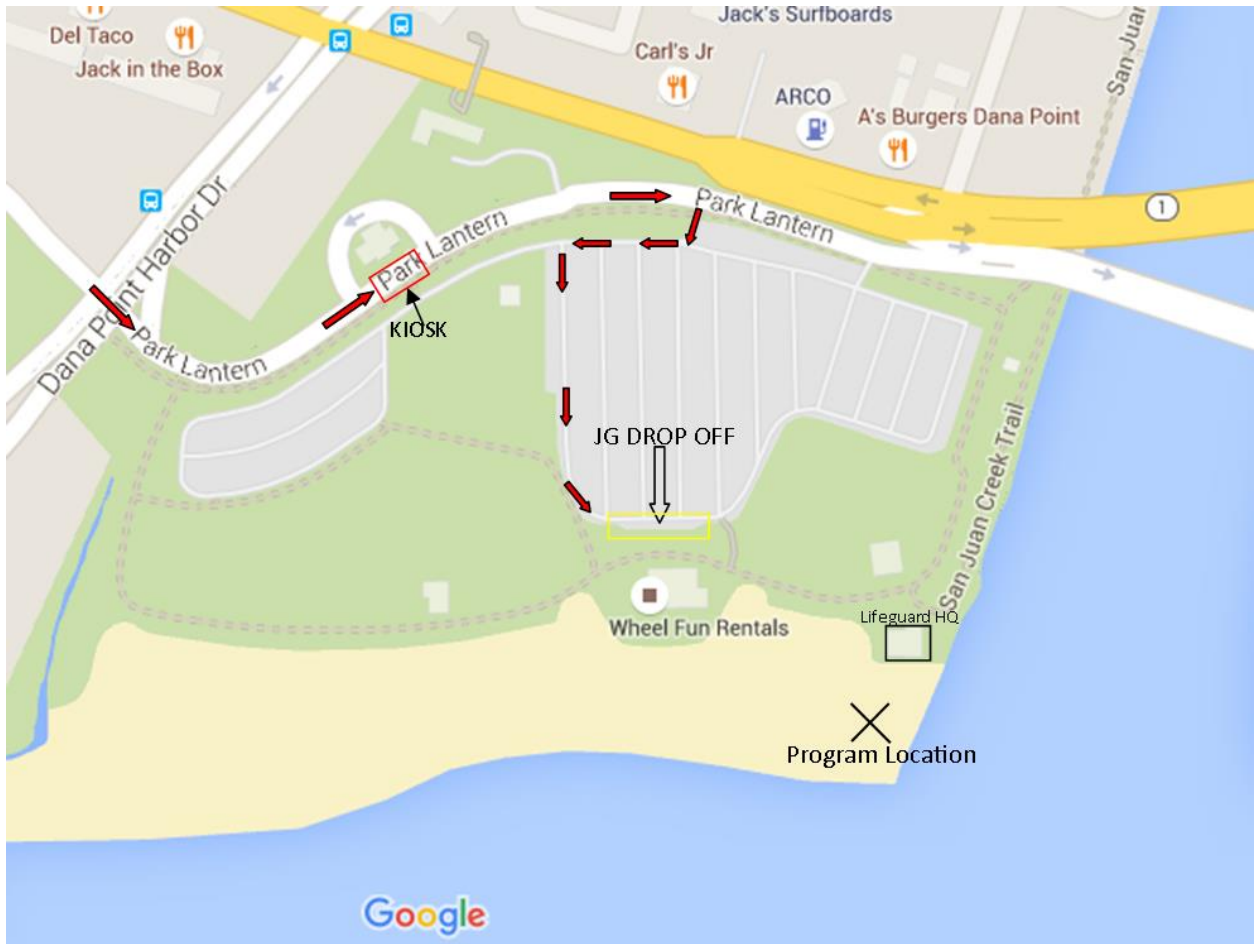 Jack's Surfboards
Del Taco
Jack in the Box
Carl's Jr
ARCO
A's Burgers Dana Point
San Juan
1
Dana Point Harbor Dr
Park Lantern
Park Lantern
Park Lantern
Park Lantern
KIOSK
JG DROP OFF
San Juan Creek Trail
Wheel Fun Rentals
Lifeguard HQ
Program Location
Google